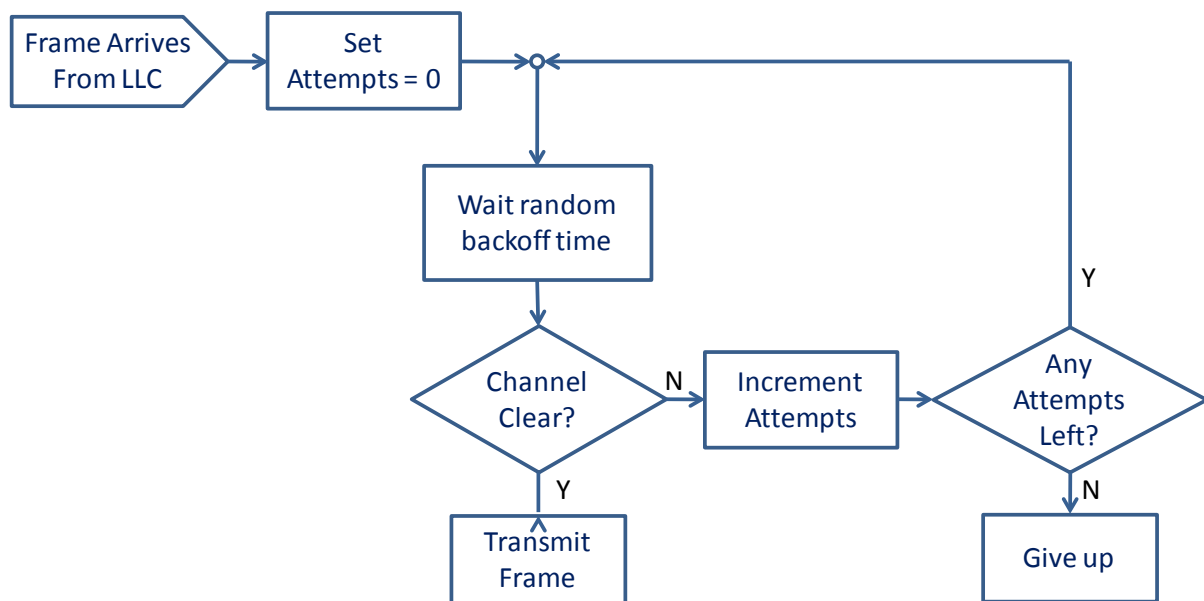 Frame Arrives
From LLC
Set
Attempts = 0
Wait random
backoff time
Y
Channel
Clear?
N
Increment
Attempts
Any
Attempts
Left?
Y
N
Transmit
Frame
Give up